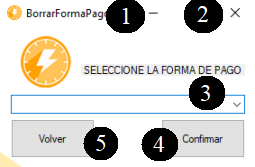 BorrarFormaPago 1 2
SELECCIONE LA FORMA DE PAGO
3
Volver 5 4 Confirmar